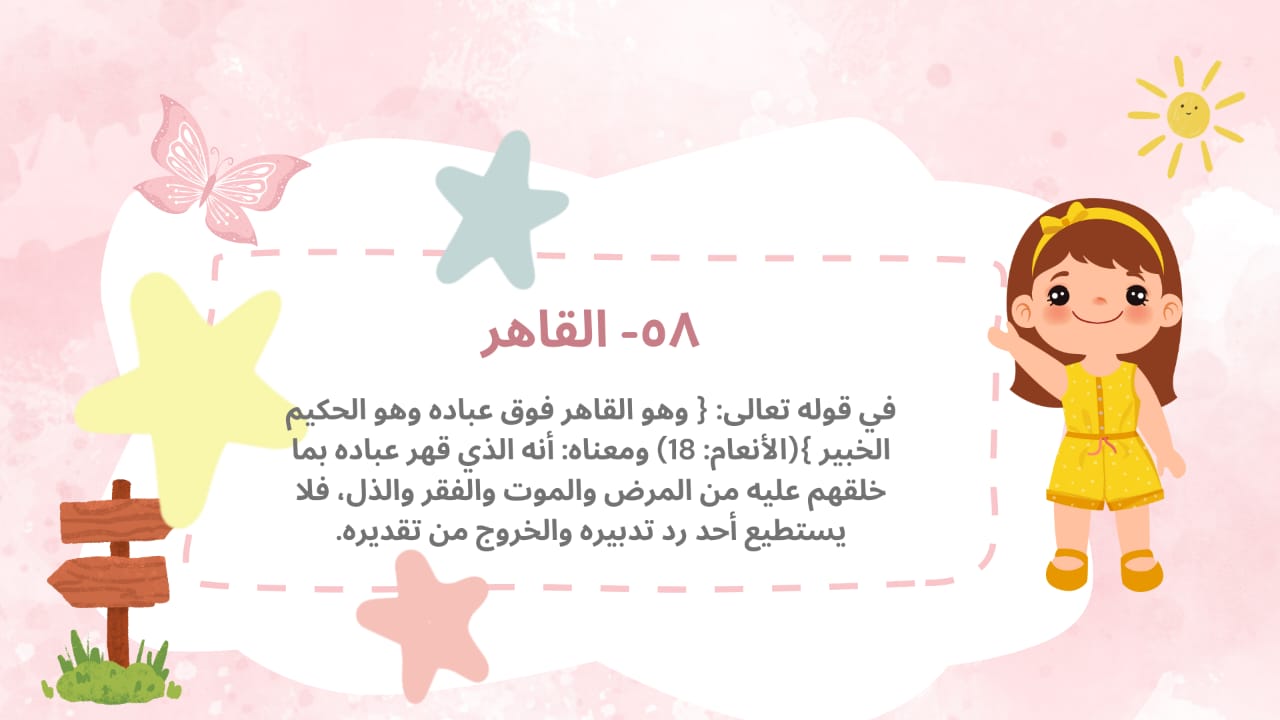 ٥٨- القاهر
في قوله تعالى: { وهو القاهر فوق عباده وهو الحكيم
الخبير }(الأنعام: 18) ومعناه: أنه الذي قهر عباده بما
خلقهم عليه من المرض والموت والفقر والذل، فلا
يستطيع أحد رد تدبيره والخروج من تقديره.